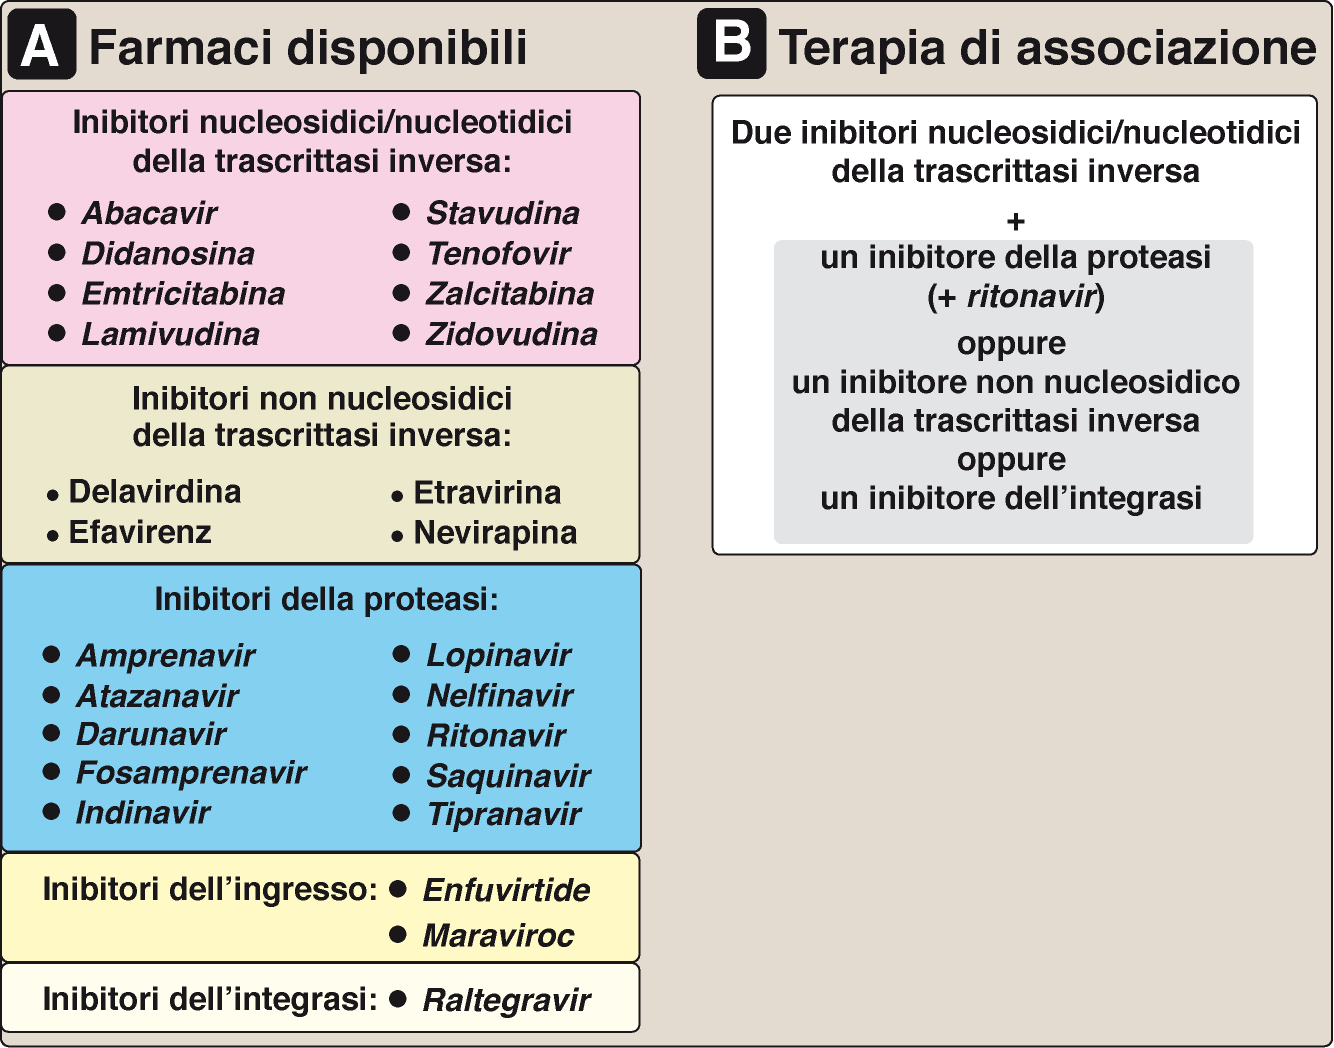 A Farmaci disponibili
Inibitori nucleosidici/nucleotidici
della trascrittasi inversa:
• Abacavir
• Didanosina
• Emtricitabina
• Lamivudina
• Stavudina
• Tenofovir
• Zalcitabina
• Zidovudina
Inibitori non nucleosidici
della trascrittasi inversa:
• Delavirdina
• Efavirenz
• Etravirina
• Nevirapina
Inibitori della proteasi:
• Amprenavir
• Atazanavir
• Darunavir
• Fosamprenavir
• Indinavir
• Lopinavir
• Nelfinavir
• Ritonavir
• Saquinavir
• Tipranavir
Inibitori dell’ingresso: • Enfuvirtide
• Maraviroc
Inibitori dell’integrasi: • Raltegravir
B Terapia di associazione
Due inibitori nucleosidici/nucleotidici
della trascrittasi inversa
+
un inibitore della proteasi
(+ ritonavir)
oppure
un inibitore non nucleosidico
della trascrittasi inversa
oppure
un inibitore dell’integrasi